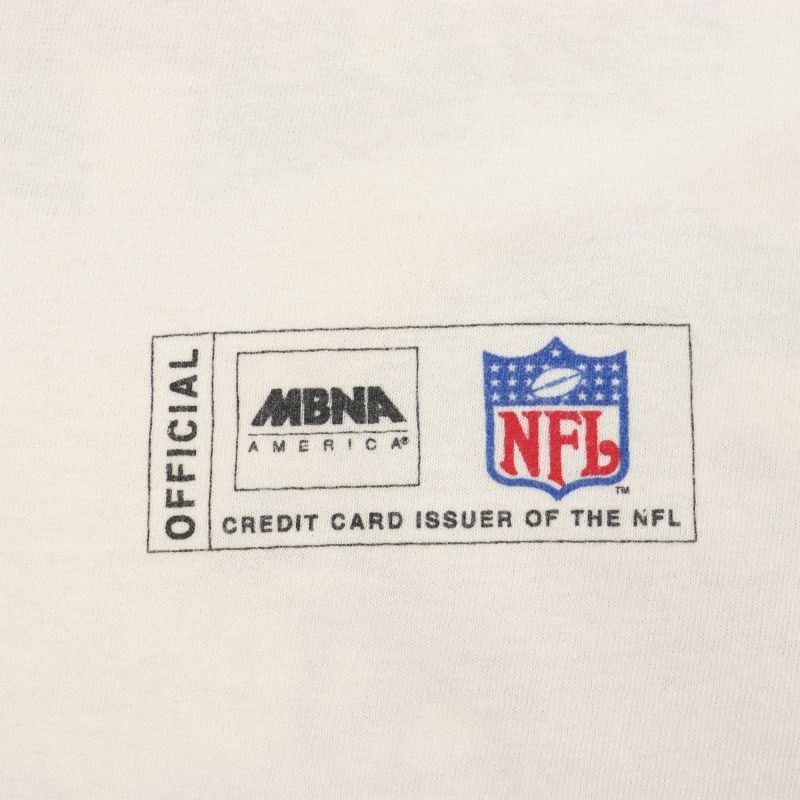 OFFICIAL
MBNA
AMERICA®
NFL
TM
CREDIT CARD ISSUER OF THE NFL